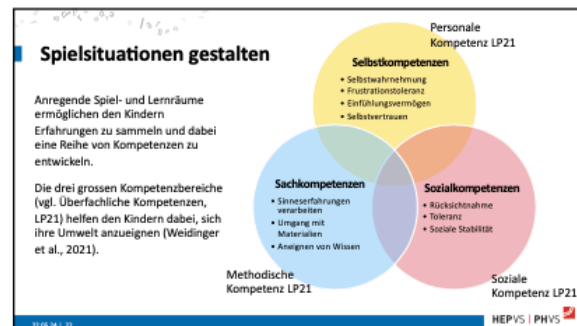 Spielsituationen gestalten
Anregende Spiel- und Lernräume
ermöglichen den Kindern
Erfahrungen zu sammeln und dabei
eine Reihe von Kompetenzen zu
entwickeln.
Die drei grossen Kompetenzbereiche
(vgl. Überfachliche Kompetenzen,
LP21) helfen den Kindern dabei, sich
ihre Umwelt anzueignen (Weidinger
et al., 2021).
Personale
Kompetenz LP21
Selbstkompetenzen
• Selbstwahrnehmung
• Frustrationstoleranz
• Einfühlungsvermögen
• Selbstvertrauen
Sachkompetenzen
• Sinneserfahrungen
verarbeiten
• Umgang mit
Materialien
• Aneignen von Wissen
Sozialkompetenzen
• Rücksichtnahme
• Toleranz
• Soziale Stabilität
Methodische
Kompetenz LP21
Soziale
Kompetenz LP21
HEPVS | PHVS